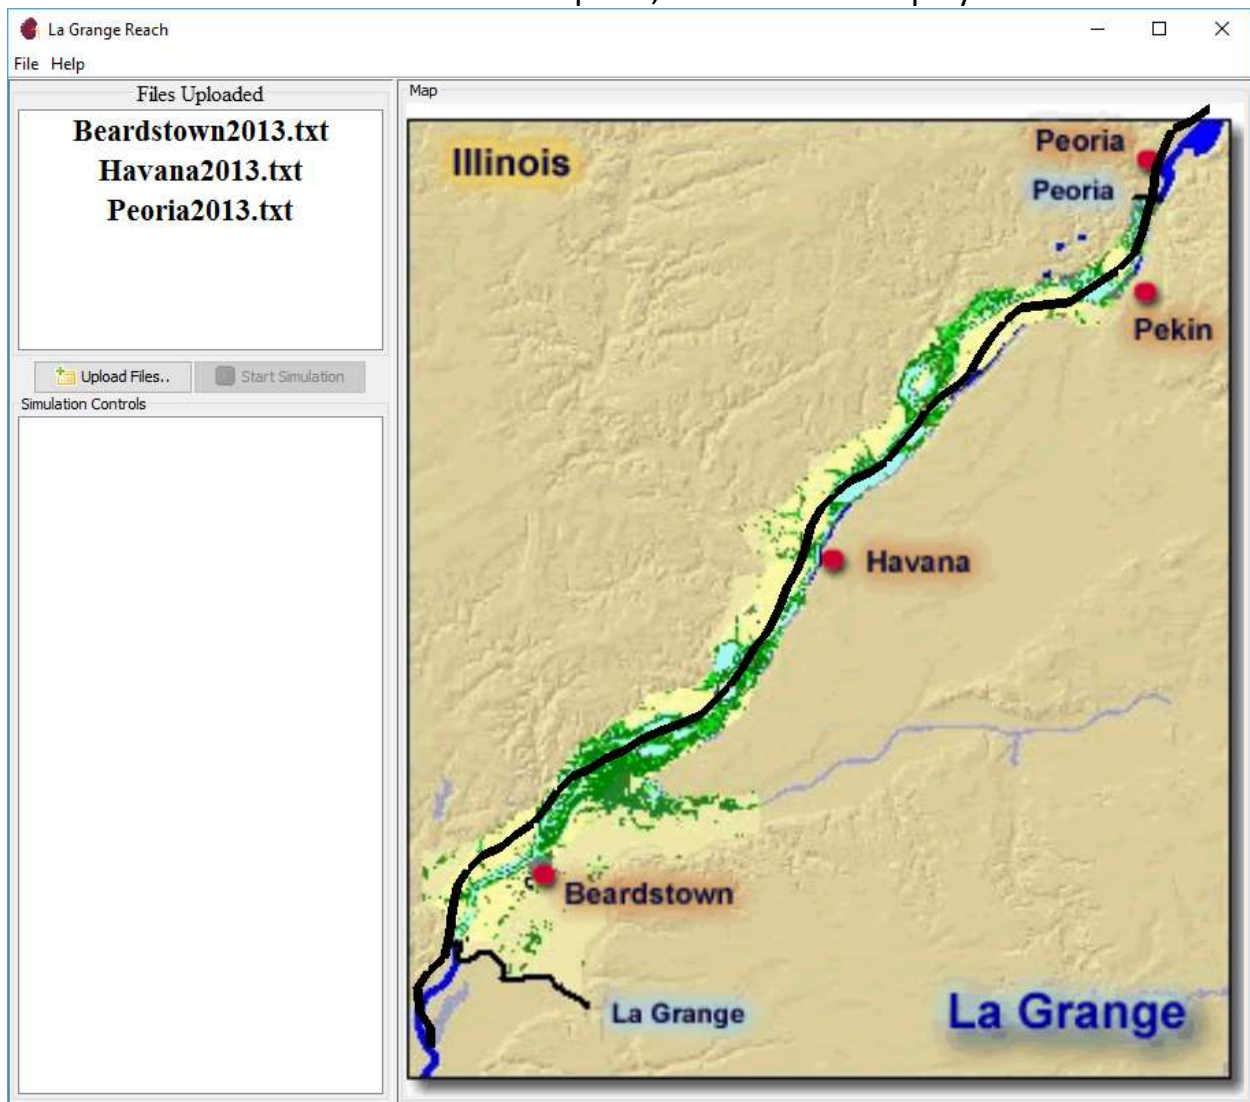 La Grange Reach
File Help
Files Uploaded
Beardstown2013.txt
Havana2013.txt
Peoria2013.txt
Upload Files..
Start Simulation
Simulation Controls
Map
Illinois
Peoria
Peoria
Pekin
Havana
Beardstown
La Grange
La Grange